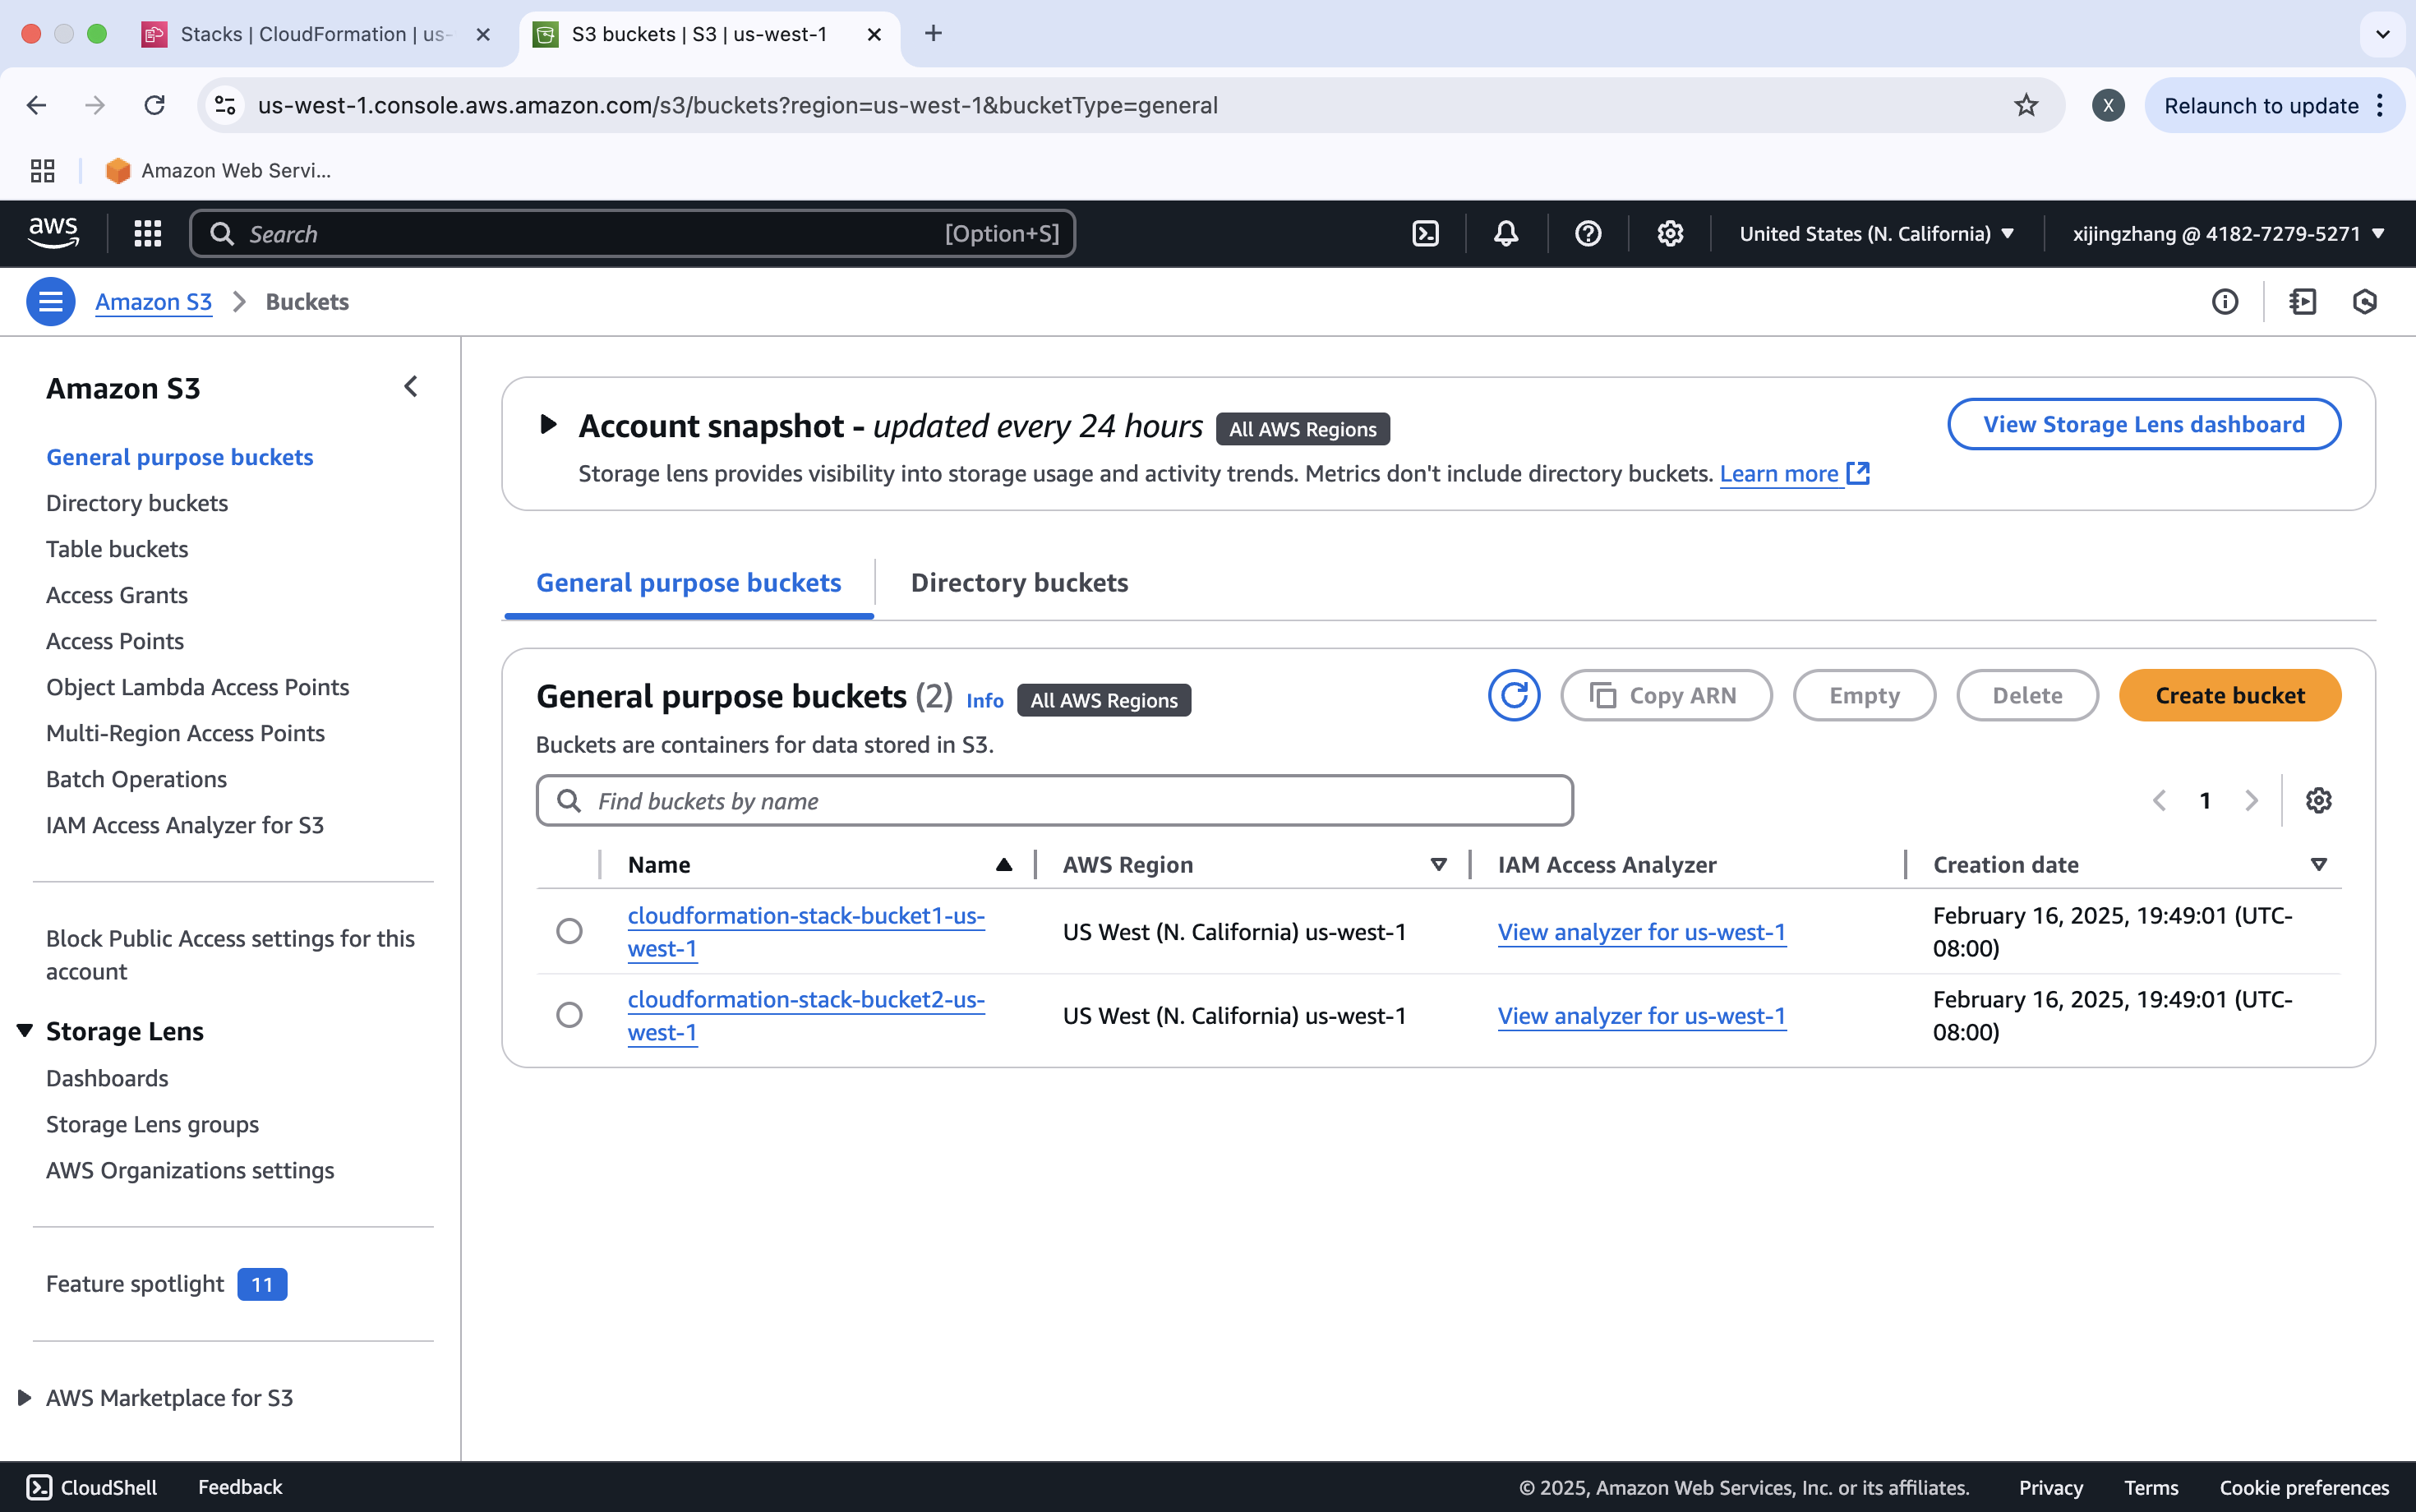 Stacks | CloudFormation | us-
S3 buckets | S3 | us-west-1
us-west-1.console.aws.amazon.com/s3/buckets?region=us-west-1&bucketType=general
X
Relaunch to update
Amazon Web Servi...
aws
Search
[Option+S]
United States (N. California)
xijingzhang @ 4182-7279-5271
Amazon S3
Buckets
Amazon S3
General purpose buckets
Directory buckets
Table buckets
Access Grants
Access Points
Object Lambda Access Points
Multi-Region Access Points
Batch Operations
IAM Access Analyzer for S3
Block Public Access settings for this
account
Storage Lens
Dashboards
Storage Lens groups
AWS Organizations settings
Feature spotlight 11
AWS Marketplace for S3
Account snapshot - updated every 24 hours All AWS Regions
View Storage Lens dashboard
Storage lens provides visibility into storage usage and activity trends. Metrics don't include directory buckets. Learn more
General purpose buckets
Directory buckets
General purpose buckets (2) Info All AWS Regions
Copy ARN
Empty
Delete
Create bucket
Buckets are containers for data stored in S3.
Find buckets by name
1
Name
AWS Region
IAM Access Analyzer
Creation date
cloudformation-stack-bucket1-us-
west-1
US West (N. California) us-west-1
View analyzer for us-west-1
February 16, 2025, 19:49:01 (UTC-
08:00)
cloudformation-stack-bucket2-us-
west-1
US West (N. California) us-west-1
View analyzer for us-west-1
February 16, 2025, 19:49:01 (UTC-
08:00)
CloudShell
Feedback
© 2025, Amazon Web Services, Inc. or its affiliates.
Privacy
Terms
Cookie preferences